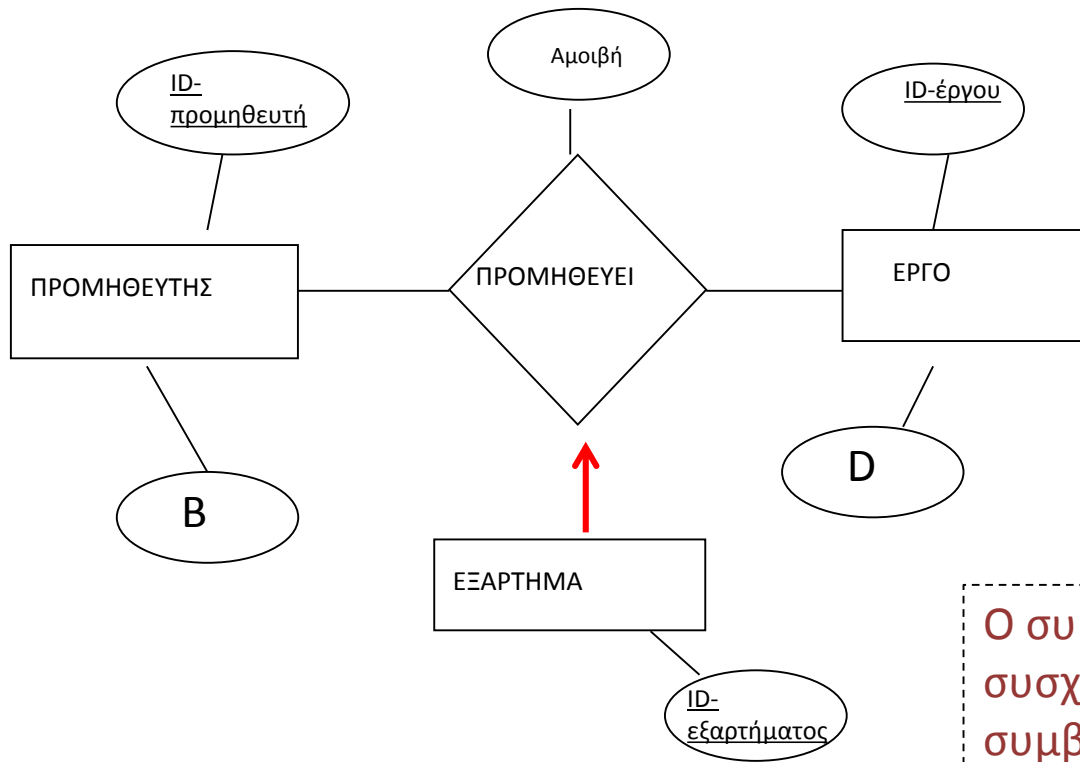 Αμοιβή
ID-
προμηθευτή
ID-έργου
ΠΡΟΜΗΘΕΥΤΗΣ
ΠΡΟΜΗΘΕΥΕΙ
ΕΡΓΟ
B
D
ΕΞΑΡΤΗΜΑ
ID-
εξαρτήματος
Ο συ
συσχ
συμβ